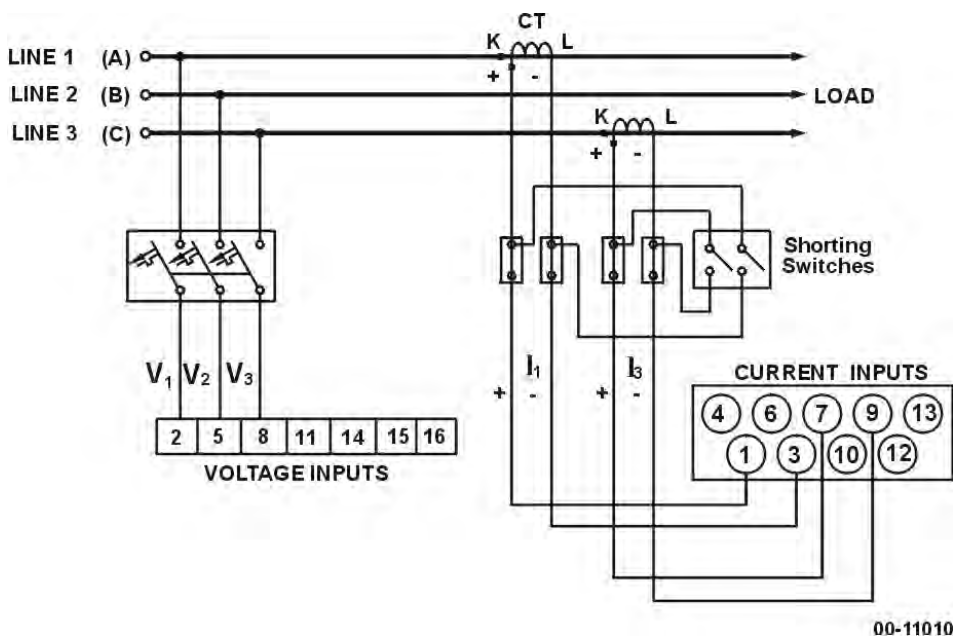 CT
K L
LINE 1 (A)
+ -
LINE 2 (B) LOAD
K L
LINE 3 (C)
+ -
Shorting
Switches
V1 V2 V3
I1 I3
+ - + -
CURRENT INPUTS
4 6 7 9 13
1 3 10 12
2 5 8 11 14 15 16
VOLTAGE INPUTS
00-11010